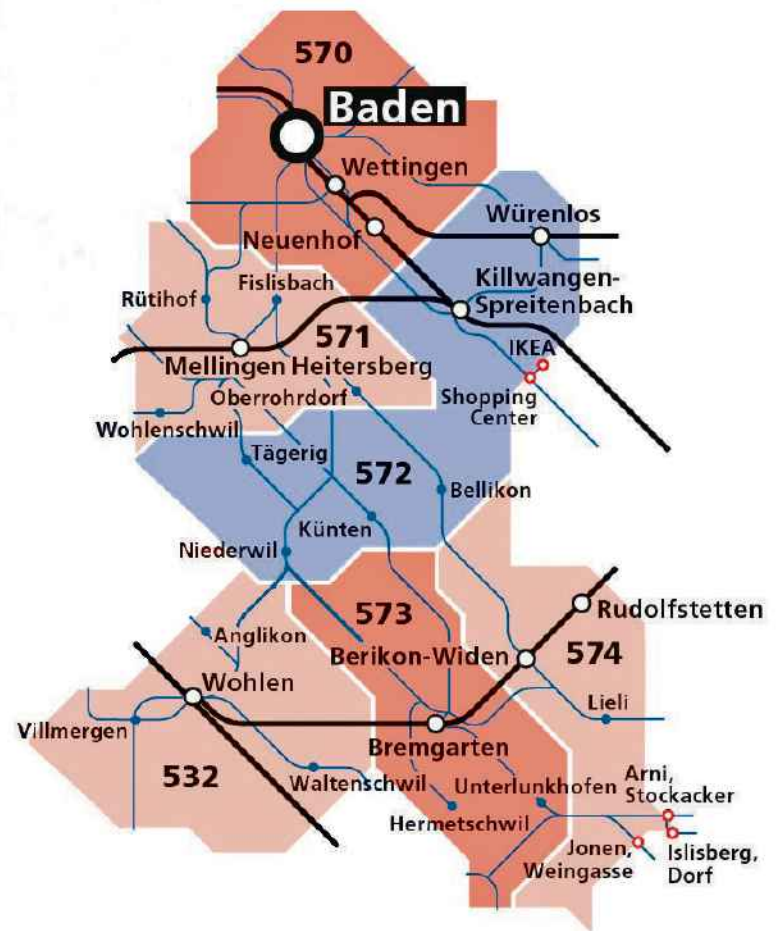 570
Baden
Wettingen
Würenlos
Neuenhof
Killwangen-
Spreitenbach
Fislisbach
Rütihof
571
IKEA
Mellingen Heitersberg
Oberrohrdorf
Shopping
Center
Wohlenschwil
Tägerig
572
Bellikon
Künten
Niederwil
573
Rudolfstetten
Anglikon
Berikon-Widen
574
Wohlen
Lieli
Villmergen
Bremgarten
532
Waltenschwil
Unterlunkhofen
Arni,
Stockacker
Hermetschwil
Jonen,
Weingasse
Islisberg,
Dorf